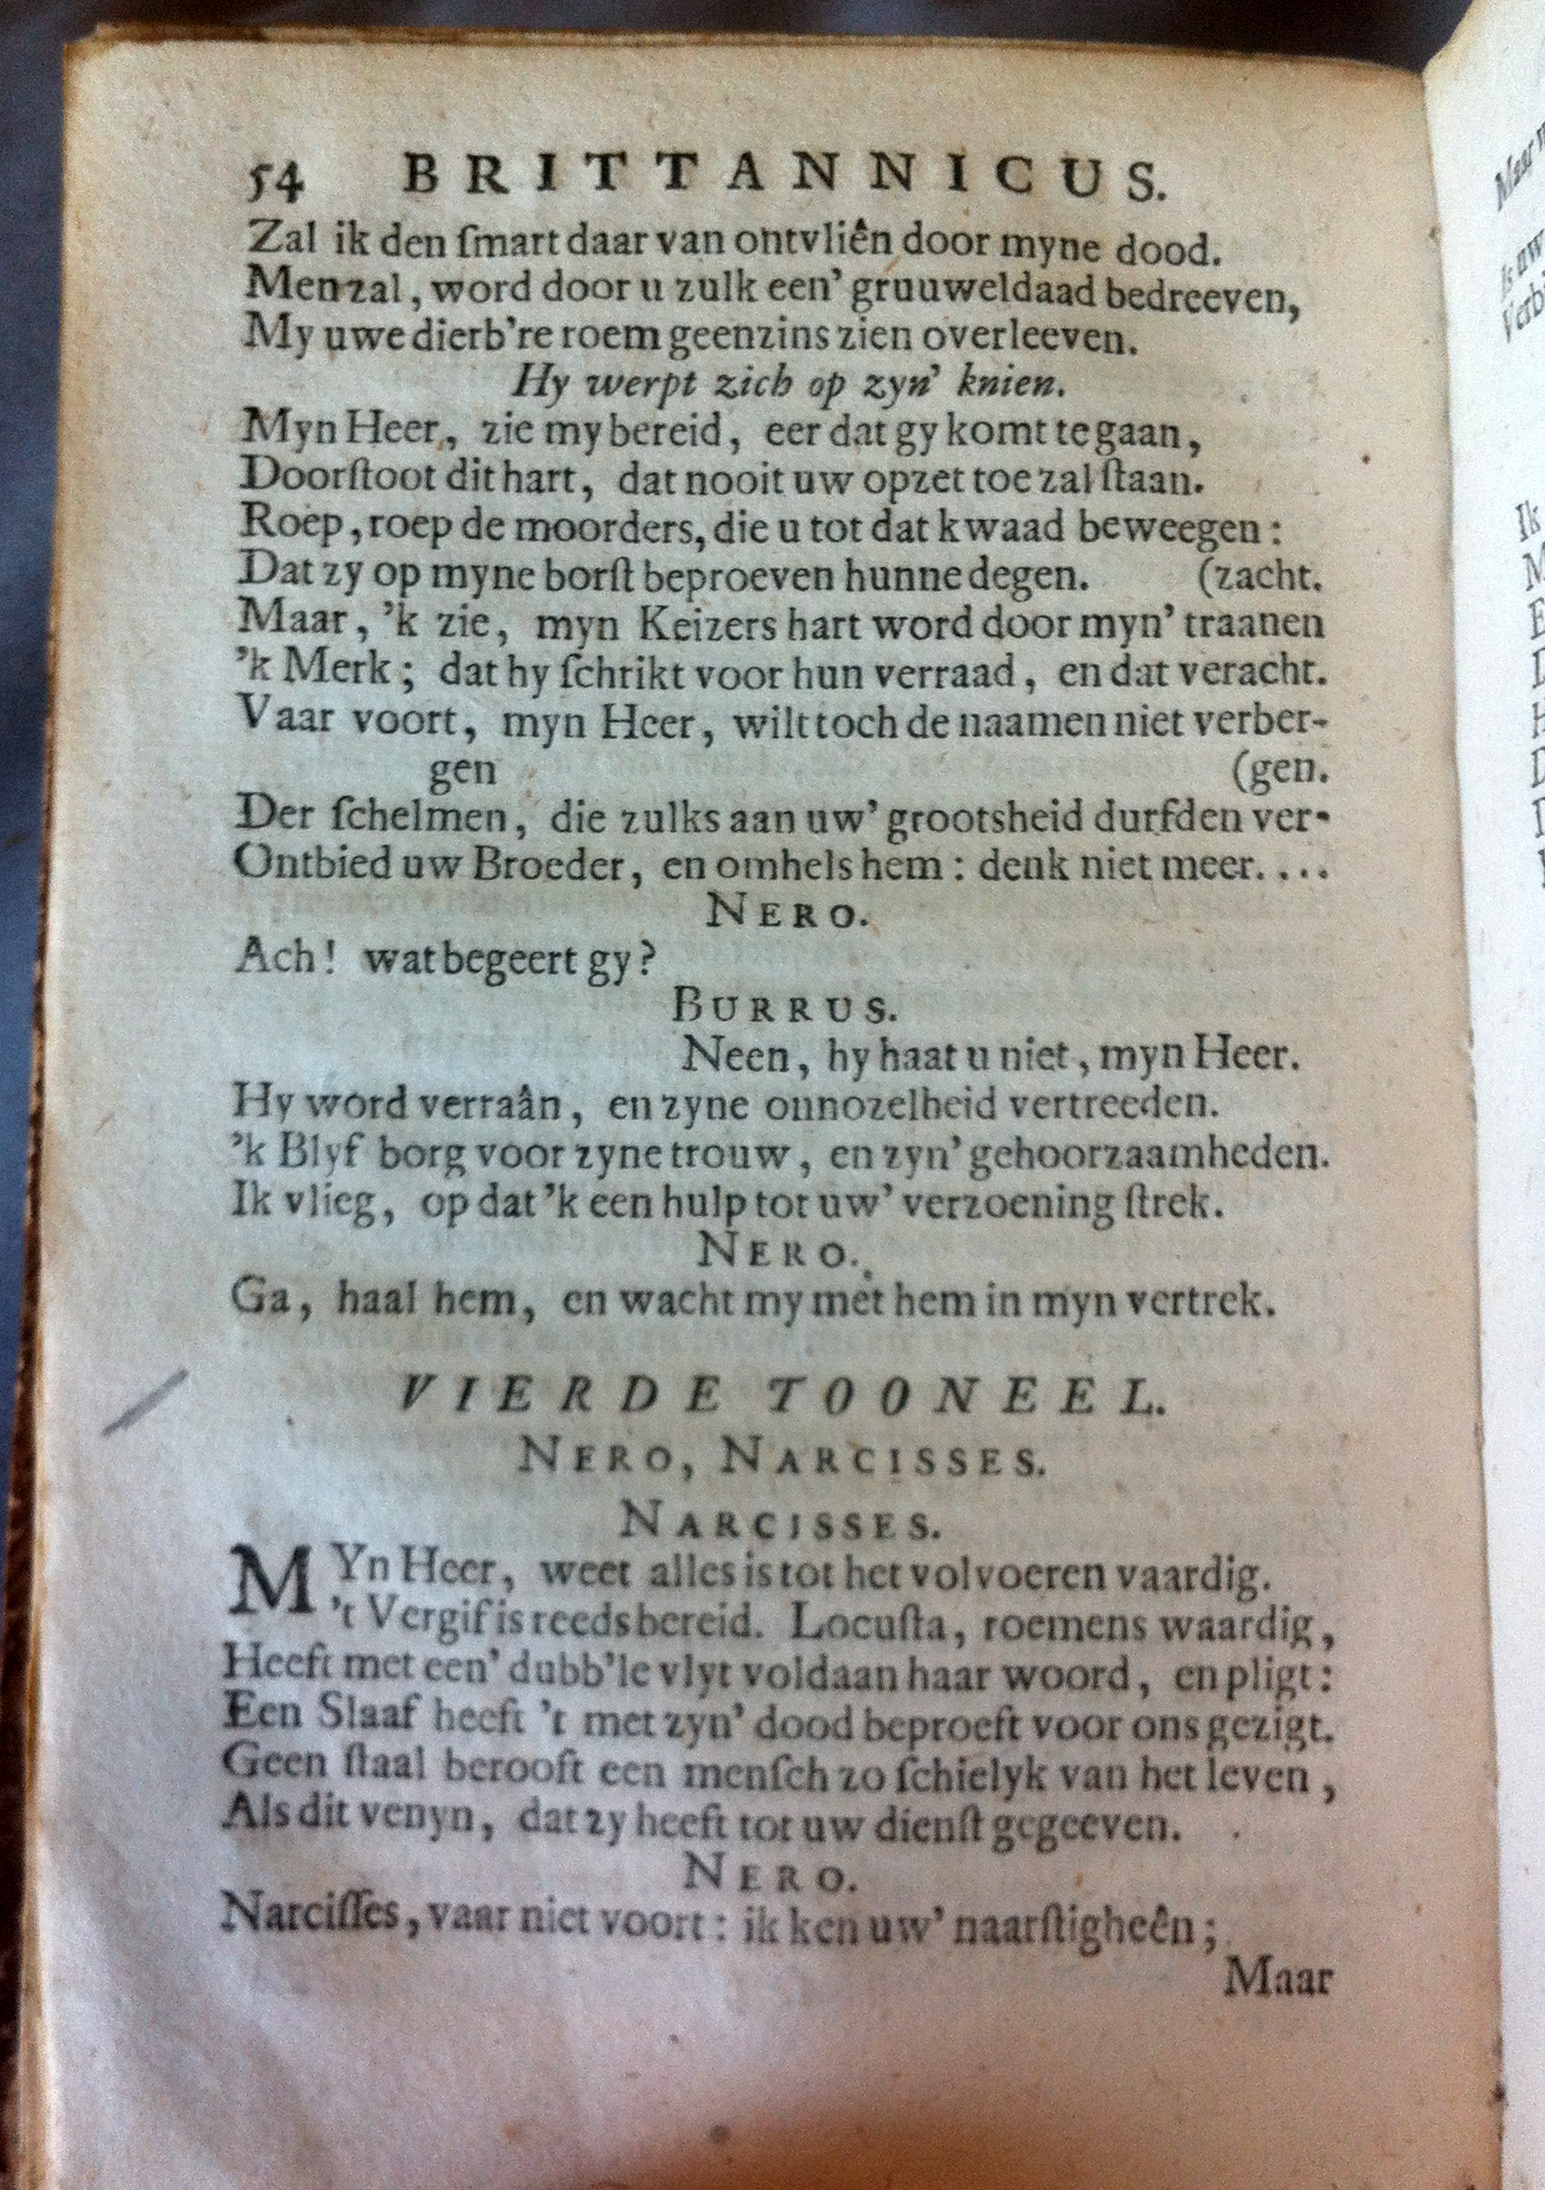 54 BRITTANNICUS.
Zal ik den ſmart daar van ontvliên door myne dood.
Men zal, word door u zulk een' gruuweldaad bedreeven,
My uwe dierb're roem geenzins zien overleeven.
Hy werpt zich op zyn' knien.
Myn Heer, zie my bereid, eer dat gy komt te gaan,
Doorſtoot dit hart, dat nooit uw opzet toe zal ſtaan.
Roep, roep de moorders, die u tot dat kwaad beweegen:
Dat zy op myne borſt beproeven hunne degen. (zacht.
Maar, 'k zie, myn Keizers hart word door myn' traanen
'k Merk; dat hy ſchrikt voor hun verraad, en dat veracht.
Vaar voort, myn Heer, wilt toch de naamen niet verber-
gen (gen.
Der ſchelmen, die zulks aan uw' grootsheid durfden ver-
Ontbied uw Broeder, en omhels hem: denk niet meer....
NERO.
Ach! wat begeert gy?
BURRUS.
Neen, hy haat u niet, myn Heer.
Hy word verraân, en zyne onnozelheid vertreeden.
'k Blyf borg voor zyne trouw, en zyn' gehoorzaamheden.
Ik vlieg, op dat 'k een hulp tot uw' verzoening ſtrek.
NERO.
Ga, haal hem, en wacht my met hem in myn vertrek.
VIERDE TOONEEL.
NERO, NARCISSES.
NARCISSES.
MYn Heer, weet alles is tot het volvoeren vaardig.
't Vergif is reeds bereid. Locuſta, roemens waardig,
Heeft met een' dubb'le vlyt voldaan haar woord, en pligt:
Een Slaaf heeft 't met zyn' dood beproeft voor ons gezigt.
Geen ſtaal berooft een menſch zo ſchielyk van het leven,
Als dit venyn, dat zy heeft tot uw dienſt gegeeven.
NERO.
Narciſſes, vaar niet voort: ik ken uw' naarſtigheên;
Maar
Maar
Is uw
Ik